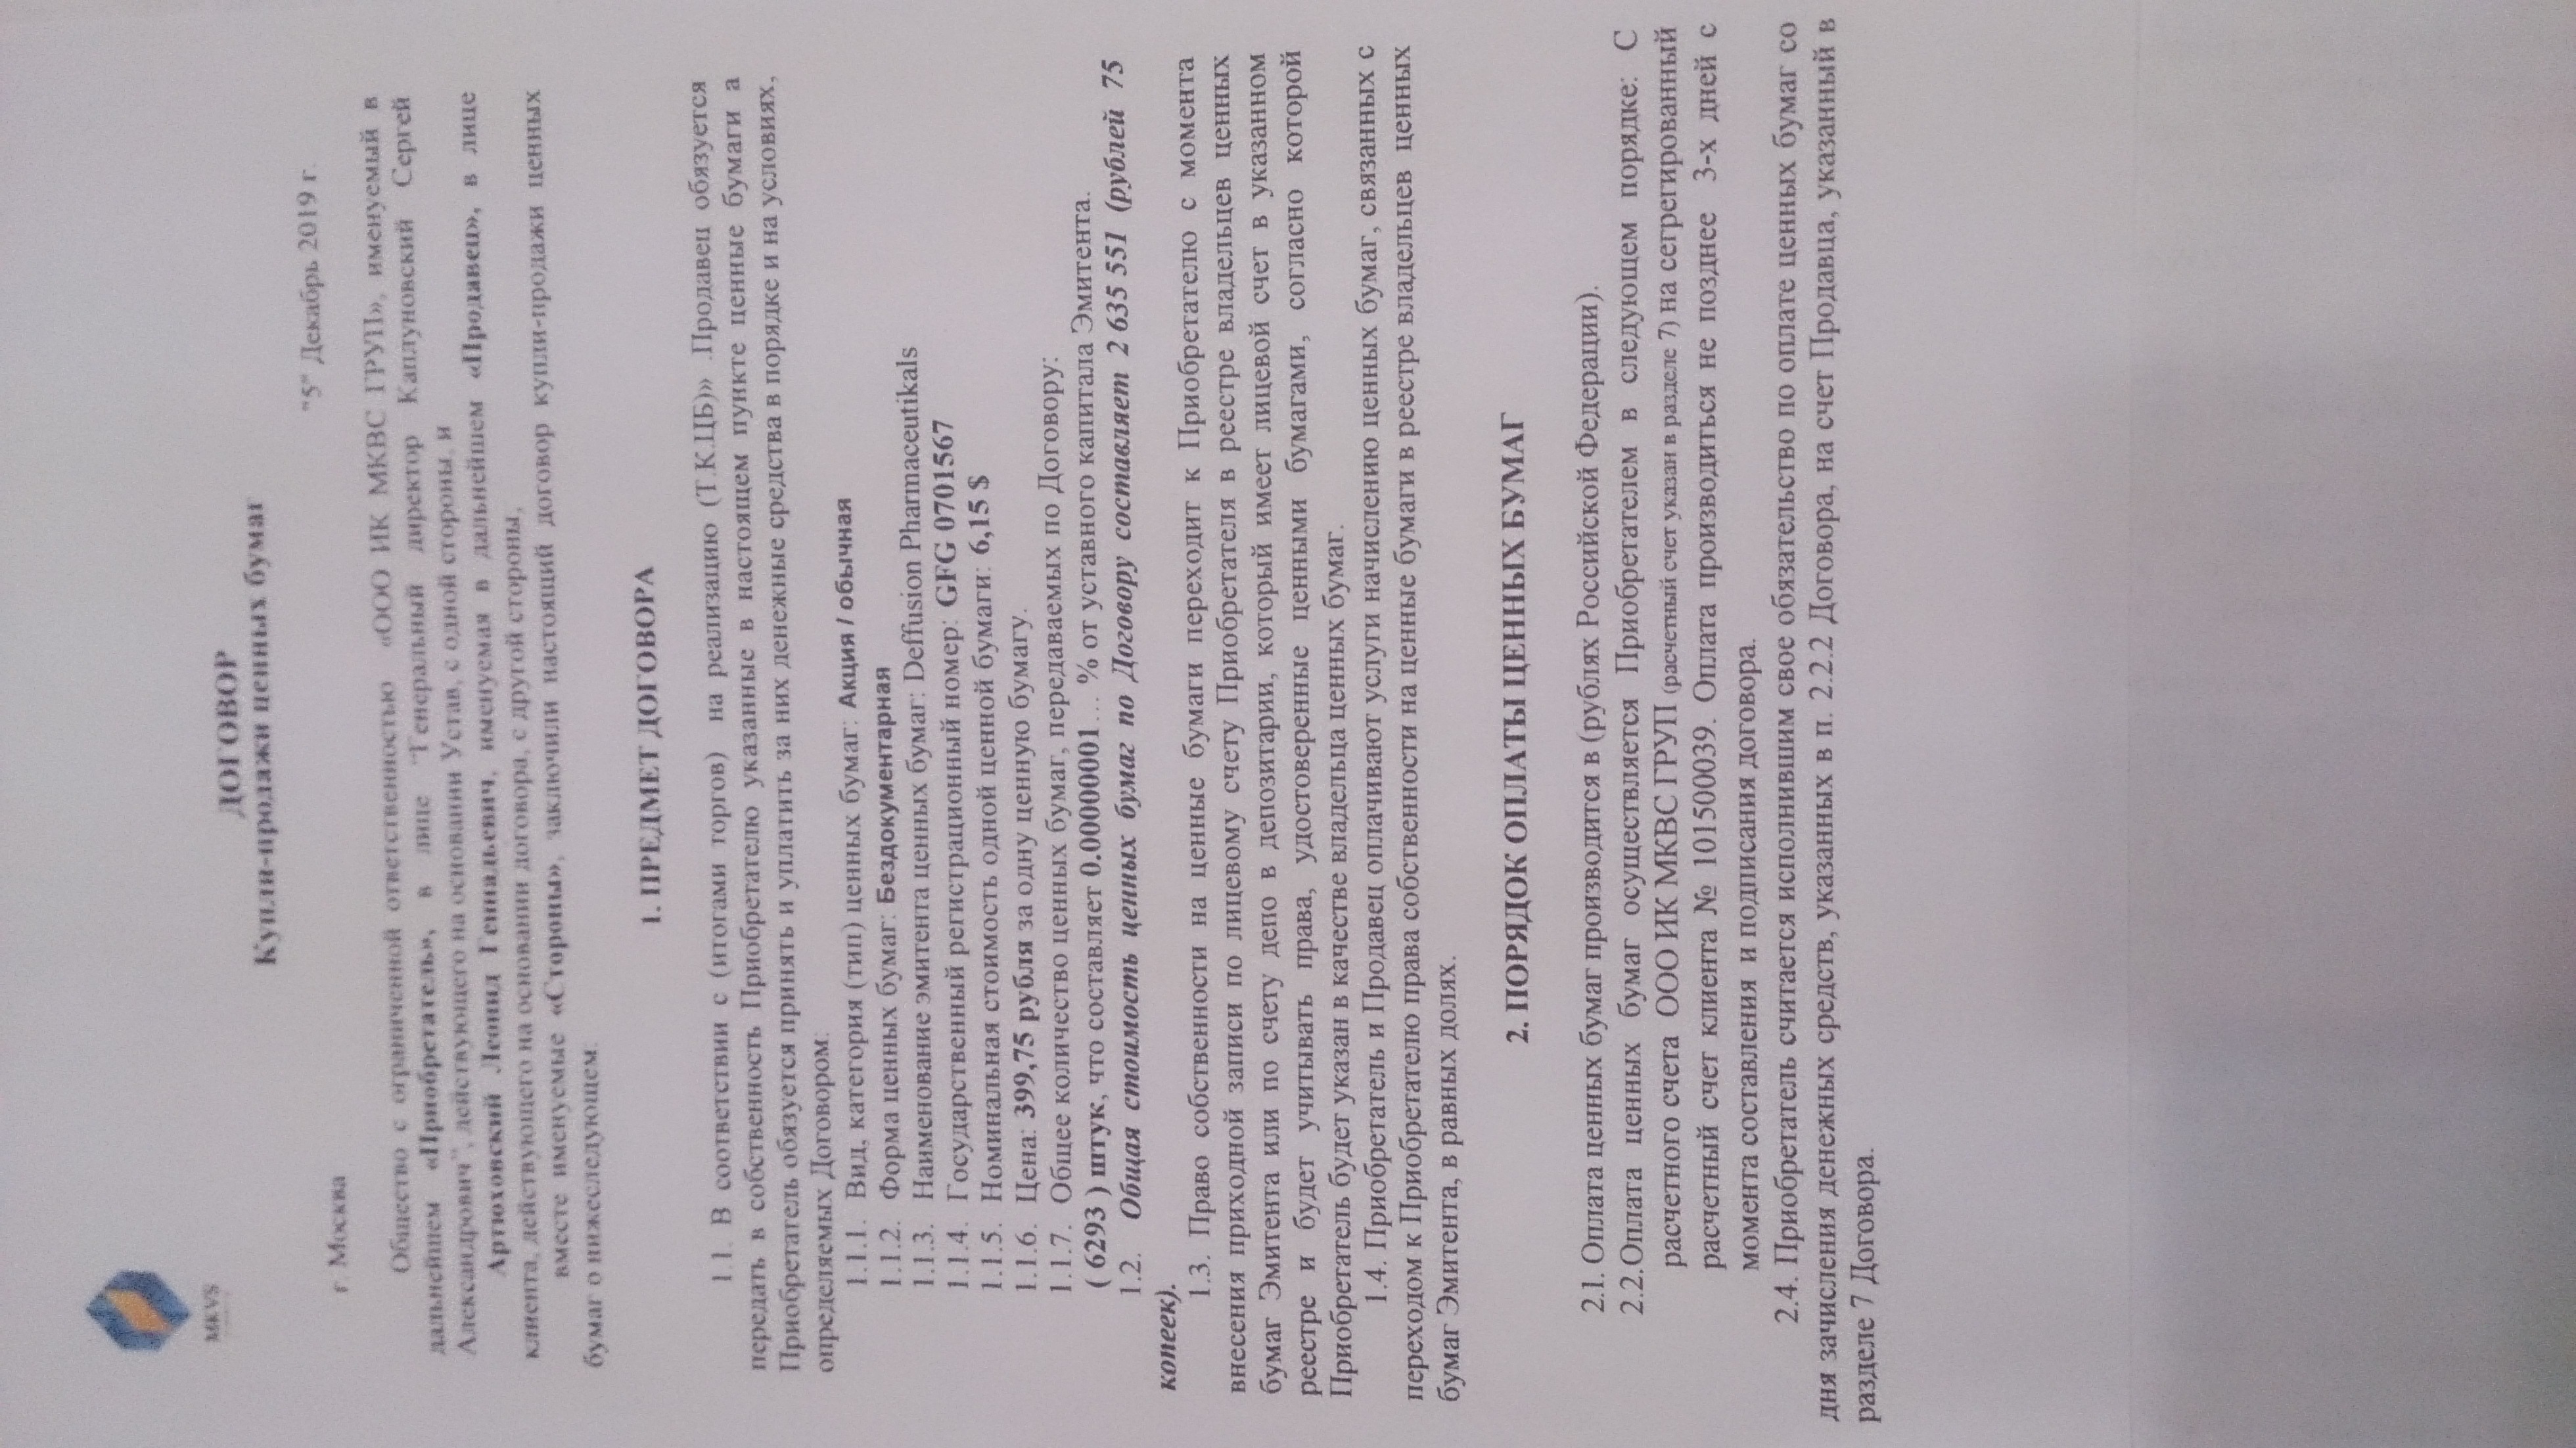 MKVS
ДОГОВОР
Купли-продажи ценных бумаг
г. Москва
"5" Декабрь 2019 г.
Общество с ограниченной ответственностью «ООО ИК МКВС ГРУП», именуемый в
дальнейшем «Приобретатель», в лице "Генеральный директор Каплуновский Сергей
Александрович", действующего на основании Устав, с одной стороны, и
Артюховский Леонид Геннадьевич, именуемая в дальнейшем «Продавец», в лице
клиента, действующего на основании договора, с другой стороны,
вместе именуемые «Стороны», заключили настоящий договор купли-продажи ценных
бумаг о нижеследующем:
1. ПРЕДМЕТ ДОГОВОРА
1.1. В соответствии с (итогами торгов) на реализацию (Т.К.ЦБ)» .Продавец обязуется
передать в собственность Приобретателю указанные в настоящем пункте ценные бумаги а
Приобретатель обязуется принять и уплатить за них денежные средства в порядке и на условиях,
определяемых Договором:
1.1.1. Вид, категория (тип) ценных бумаг: Акция / обычная
1.1.2. Форма ценных бумаг: Бездокументарная
1.1.3. Наименование эмитента ценных бумаг: Deffusion Pharmaceutikals
1.1.4. Государственный регистрационный номер: GFG 07011567
1.1.5. Номинальная стоимость одной ценной бумаги: 6,15 $
1.1.6. Цена: 399,75 рубля за одну ценную бумагу.
1.1.7. Общее количество ценных бумаг, передаваемых по Договору:
( 6293 ) штук, что составляет 0.00000001… % от уставного капитала Эмитента.
1.2. Общая стоимость ценных бумаг по Договору составляет 2 635 551 (рублей 75
копеек).
1.3. Право собственности на ценные бумаги переходит к Приобретателю с момента
внесения приходной записи по лицевому счету Приобретателя в реестре владельцев ценных
бумаг Эмитента или по счету депо в депозитарии, который имеет лицевой счет в указанном
реестре и будет учитывать права, удостоверенные ценными бумагами, согласно которой
Приобретатель будет указан в качестве владельца ценных бумаг.
1.4. Приобретатель и Продавец оплачивают услуги начислению ценных бумаг, связанных с
переходом к Приобретателю права собственности на ценные бумаги в реестре владельцев ценных
бумаг Эмитента, в равных долях.
2. ПОРЯДОК ОПЛАТЫ ЦЕННЫХ БУМАГ
2.1. Оплата ценных бумаг производится в (рублях Российской Федерации).
2.2.Оплата ценных бумаг осуществляется Приобретателем в следующем порядке: С
расчетного счета ООО ИК МКВС ГРУП (расчетный счет указан в разделе 7) на сегрегированный
расчетный счет клиента № 101500039. Оплата производиться не позднее 3-х дней с
момента составления и подписания договора.
2.4. Приобретатель считается исполнившим свое обязательство по оплате ценных бумаг со
дня зачисления денежных средств, указанных в п. 2.2.2 Договора, на счет Продавца, указанный в
разделе 7 Договора.